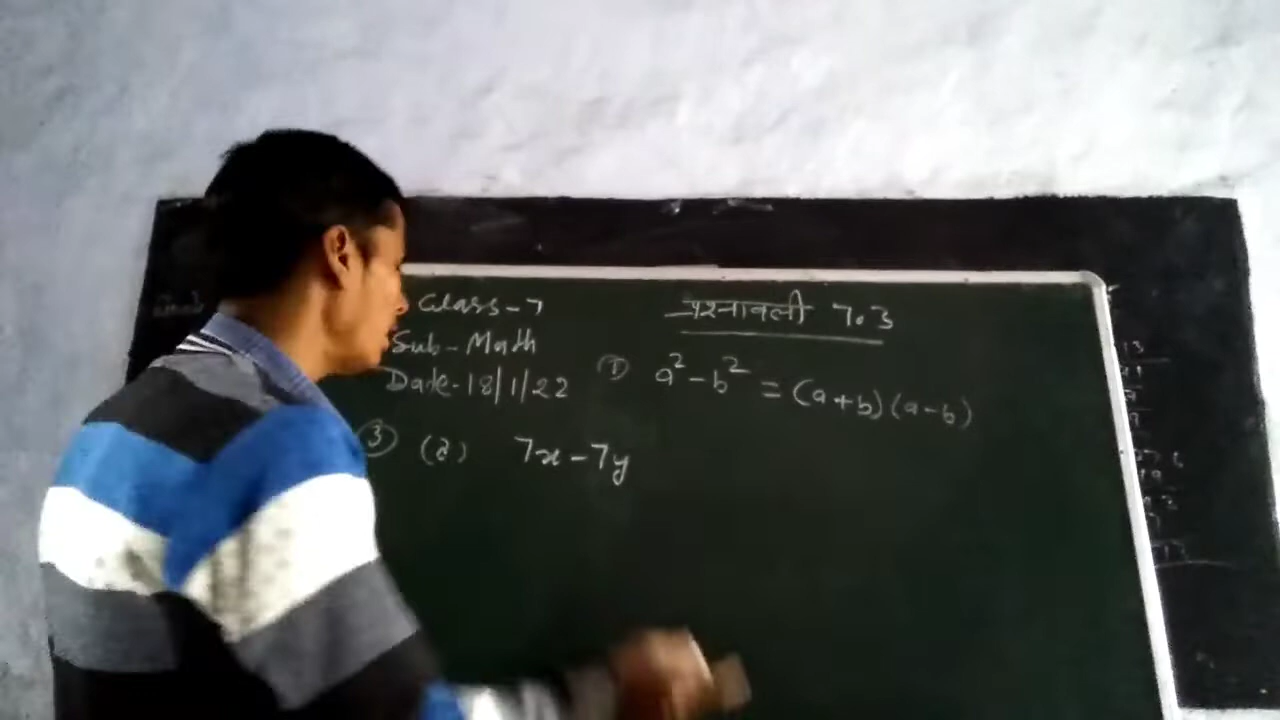 Class-7
प्रश्नावली 7.3
Sub-Math
Date-18/1/22
① a²-b² = (a+b)(a-b)
③ (a) 7x-7y